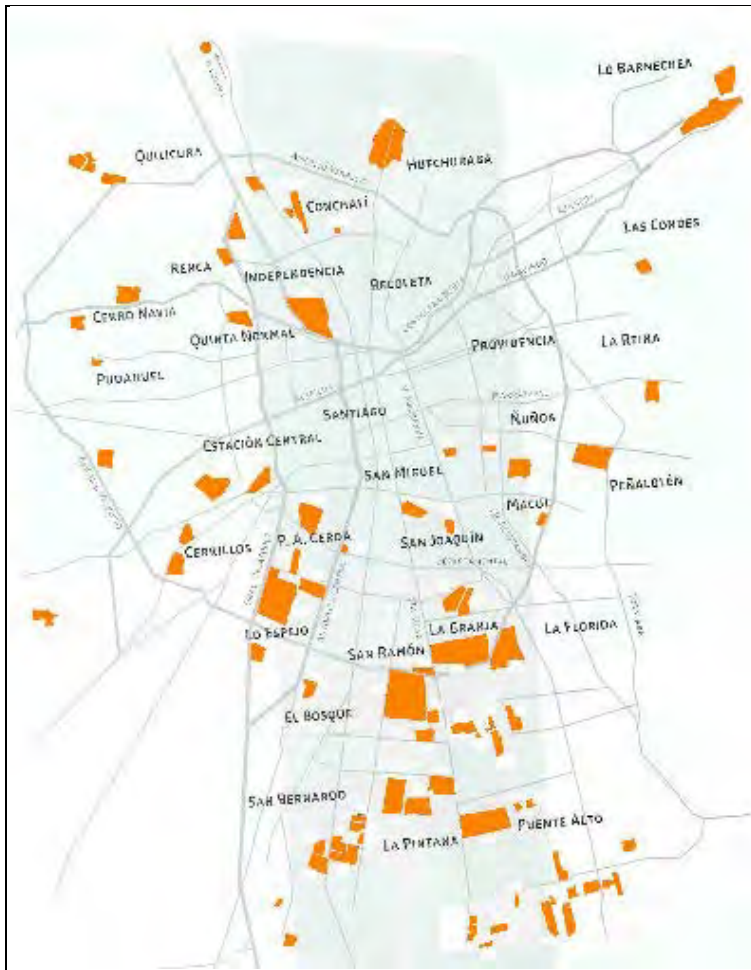 LO BARNECHEA
QUILICURA
HUECHURABA
CONCHALÍ
LAS CONDES
RENCA
INDEPENDENCIA
RECOLETA
CERRO NAVIA
QUINTA NORMAL
PROVIDENCIA
LA REINA
PUDAHUEL
SANTIAGO
ÑUÑOA
ESTACIÓN CENTRAL
SAN MIGUEL
PEÑALOLÉN
MACUL
P. A. CERDA
SAN JOAQUÍN
CERRILLOS
LA GRANJA
LA FLORIDA
LO ESPEJO
SAN RAMÓN
EL BOSQUE
SAN BERNARDO
PUENTE ALTO
LA PINTANA